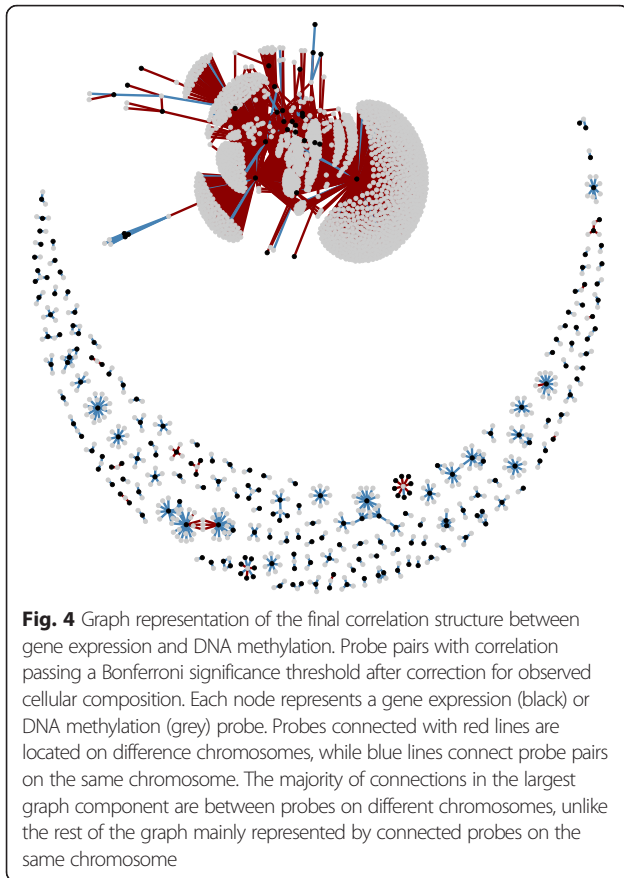 Fig. 4 Graph representation of the final correlation structure between
gene expression and DNA methylation. Probe pairs with correlation
passing a Bonferroni significance threshold after correction for observed
cellular composition. Each node represents a gene expression (black) or
DNA methylation (grey) probe. Probes connected with red lines are
located on difference chromosomes, while blue lines connect probe pairs
on the same chromosome. The majority of connections in the largest
graph component are between probes on different chromosomes, unlike
the rest of the graph mainly represented by connected probes on the
same chromosome